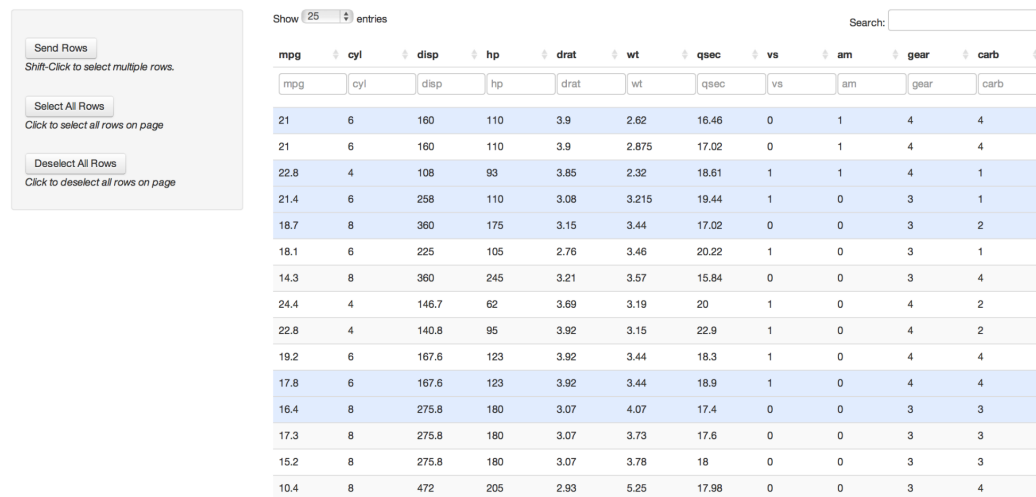 Send Rows
Shift-Click to select multiple rows.
Select All Rows
Click to select all rows on page
Deselect All Rows
Click to deselect all rows on page
Show 25 entries
Search:
mpg cyl disp hp drat wt qsec vs am gear carb
mpg cyl disp hp drat wt qsec vs am gear carb
21 6 160 110 3.9 2.62 16.46 0 1 4 4
21 6 160 110 3.9 2.875 17.02 0 1 4 4
22.8 4 108 93 3.85 2.32 18.61 1 1 4 1
21.4 6 258 110 3.08 3.215 19.44 1 0 3 1
18.7 8 360 175 3.15 3.44 17.02 0 0 3 2
18.1 6 225 105 2.76 3.46 20.22 1 0 3 1
14.3 8 360 245 3.21 3.57 15.84 0 0 3 4
24.4 4 146.7 62 3.69 3.19 20 1 0 4 2
22.8 4 140.8 95 3.92 3.15 22.9 1 0 4 2
19.2 6 167.6 123 3.92 3.44 18.3 1 0 4 4
17.8 6 167.6 123 3.92 3.44 18.9 1 0 4 4
16.4 8 275.8 180 3.07 4.07 17.4 0 0 3 3
17.3 8 275.8 180 3.07 3.73 17.6 0 0 3 3
15.2 8 275.8 180 3.07 3.78 18 0 0 3 3
10.4 8 472 205 2.93 5.25 17.98 0 0 3 4